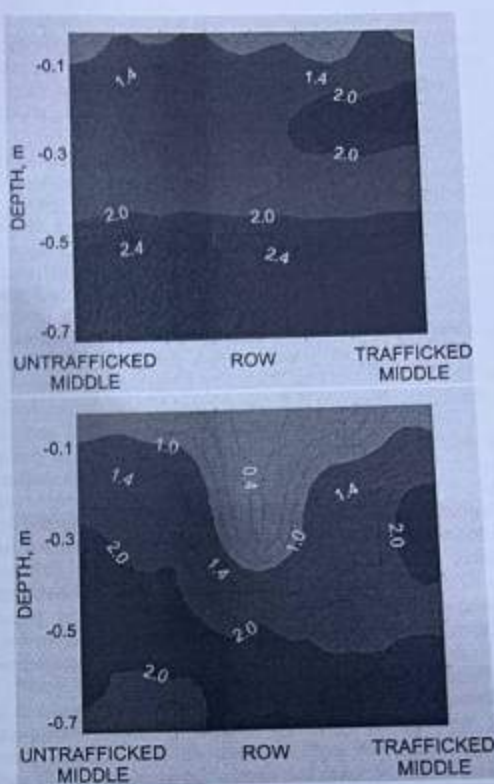 -0.1
1.4
1.4
2.0
-0.3
2.0
DEPTH, m
2.0
2.0
-0.5
2.4
2.4
-0.7
UNTRAFFICKED
MIDDLE
ROW
TRAFFICKED
MIDDLE
-0.1
1.0
1.4
0.4
1.4
-0.3
2.0
1.0
2.0
1.4
DEPTH, m
-0.5
2.0
2.0
-0.7
UNTRAFFICKED
MIDDLE
ROW
TRAFFICKED
MIDDLE